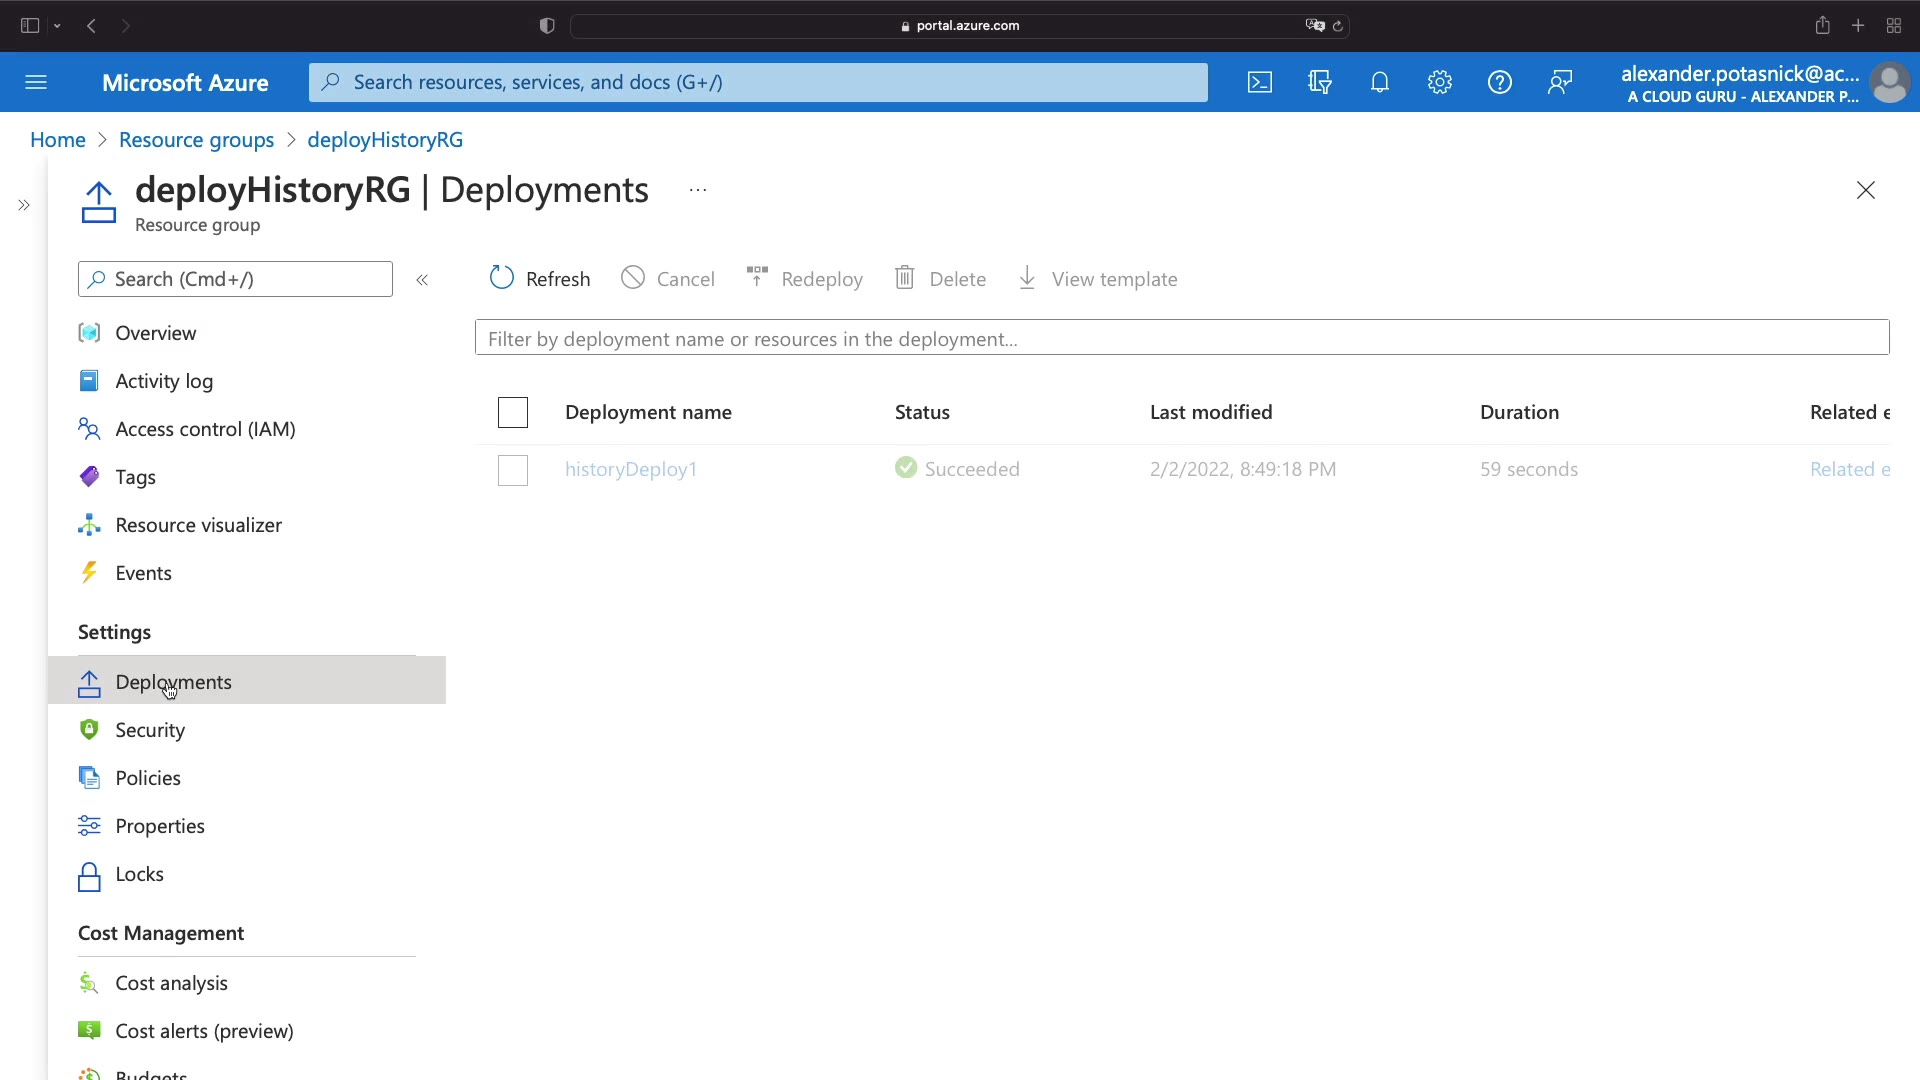 portal.azure.com
Microsoft Azure
Search resources, services, and docs (G+/)
alexander.potasnick@ac...
A CLOUD GURU - ALEXANDER P...
Home > Resource groups > deployHistoryRG
deployHistoryRG | Deployments ...
Resource group
Search (Cmd+/)
«
Refresh
Cancel
Redeploy
Delete
View template
Filter by deployment name or resources in the deployment...
Deployment name Status Last modified Duration Related e
historyDeploy1 Succeeded 2/2/2022, 8:49:18 PM 59 seconds Related e
Overview
Activity log
Access control (IAM)
Tags
Resource visualizer
Events
Settings
Deployments
Security
Policies
Properties
Locks
Cost Management
Cost analysis
Cost alerts (preview)
Budgets